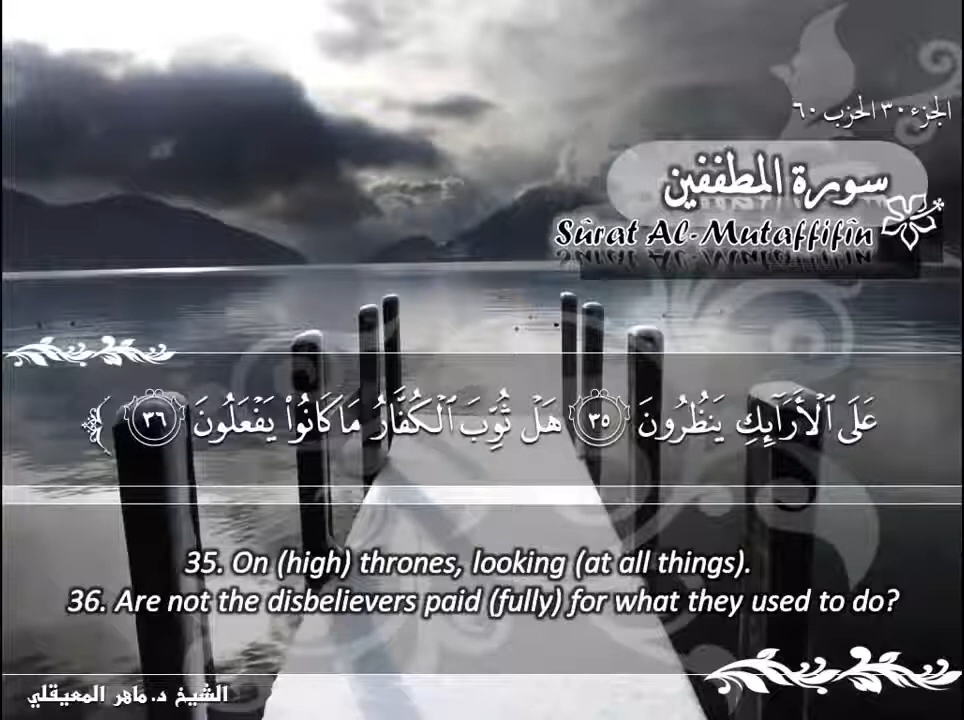 الجزء ٣٠ الحزب ٦٠
سورة المطففين
Sûrat Al-Mutaffifîn
عَلَى ٱلْأَرَآئِكِ يَنظُرُونَ ٣٥ هَلْ ثُوِّبَ ٱلْكُفَّارُ مَا كَانُوا۟ يَفْعَلُونَ ٣٦
35. On (high) thrones, looking (at all things).
36. Are not the disbelievers paid (fully) for what they used to do?
الشيخ د. ماهر المعيقلي